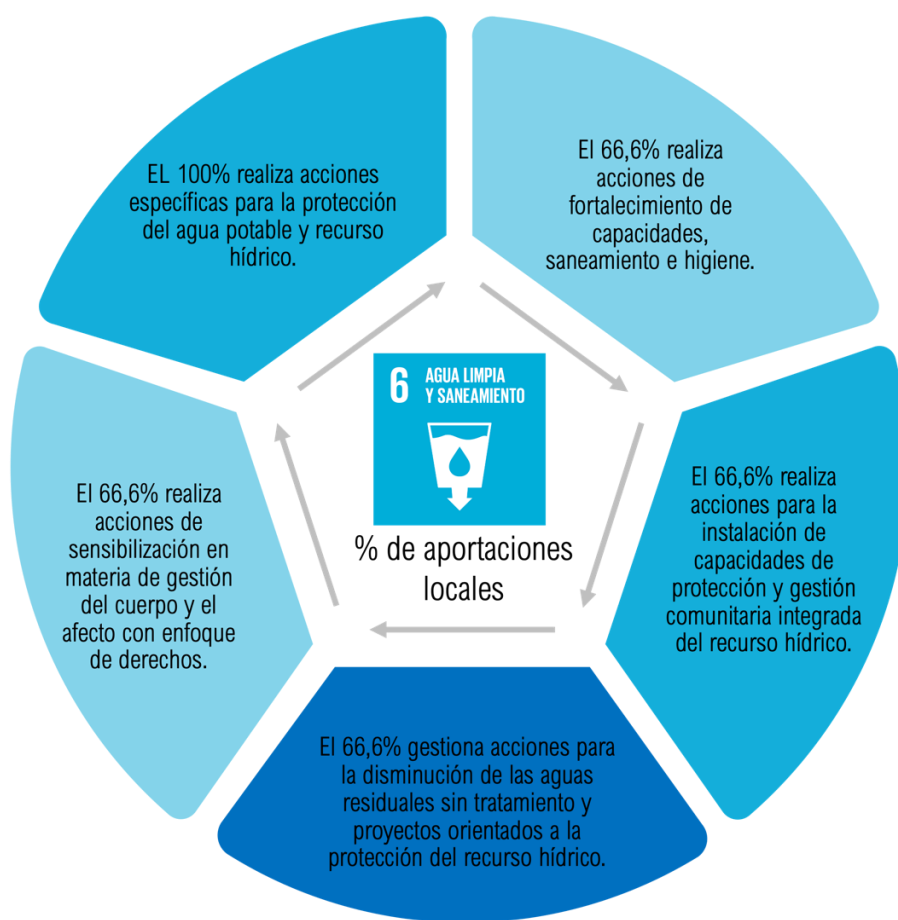 EL 100% realiza acciones
específicas para la protección
del agua potable y recurso
hídrico.
El 66,6% realiza
acciones de
fortalecimiento de
capacidades,
saneamiento e higiene.
El 66,6% realiza
acciones para la
instalación de
capacidades de
protección y gestión
comunitaria integrada
del recurso hídrico.
El 66,6% gestiona acciones para
la disminución de las aguas
residuales sin tratamiento y
proyectos orientados a la
protección del recurso hídrico.
El 66,6% realiza
acciones de
sensibilización en
materia de gestión
del cuerpo y el
afecto con enfoque
de derechos.
6 AGUA LIMPIA
Y SANEAMIENTO
% de aportaciones
locales